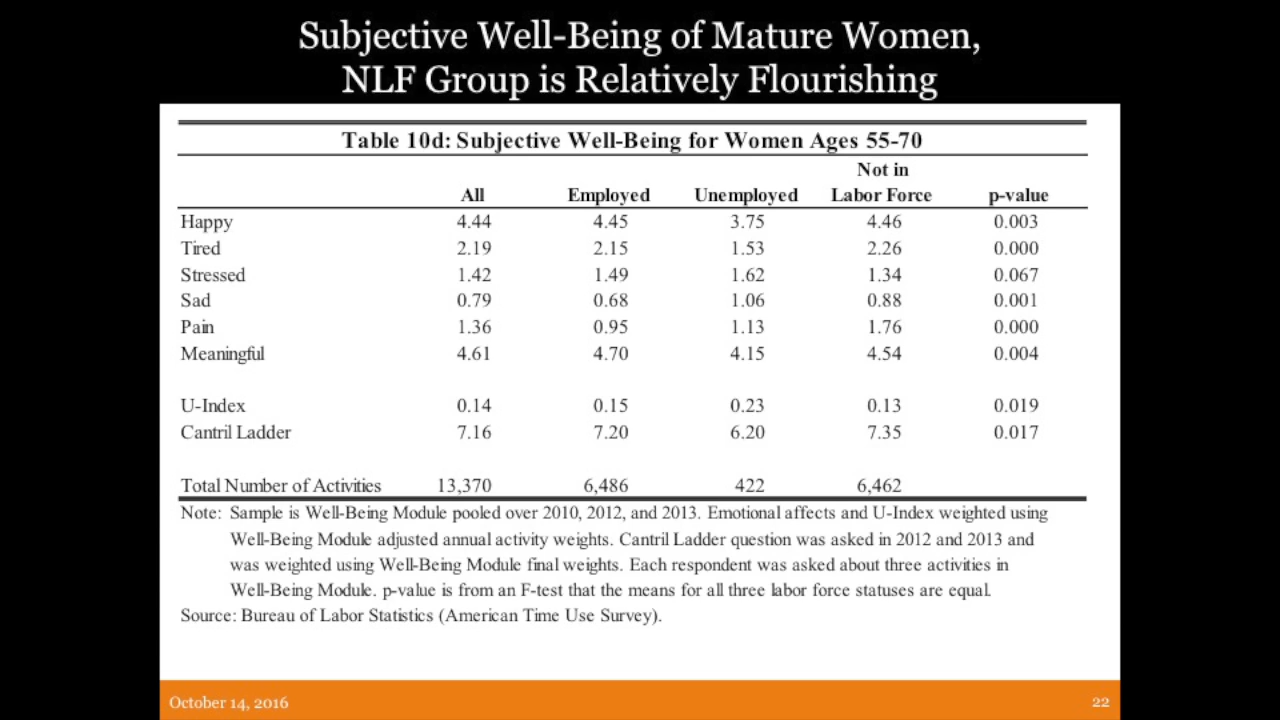 Subjective Well-Being of Mature Women,
NLF Group is Relatively Flourishing
Table 10d: Subjective Well-Being for Women Ages 55-70
Not in
All Employed Unemployed Labor Force p-value
Happy 4.44 4.45 3.75 4.46 0.003
Tired 2.19 2.15 1.53 2.26 0.000
Stressed 1.42 1.49 1.62 1.34 0.067
Sad 0.79 0.68 1.06 0.88 0.001
Pain 1.36 0.95 1.13 1.76 0.000
Meaningful 4.61 4.70 4.15 4.54 0.004
U-Index 0.14 0.15 0.23 0.13 0.019
Cantril Ladder 7.16 7.20 6.20 7.35 0.017
Total Number of Activities 13,370 6,486 422 6,462
Note: Sample is Well-Being Module pooled over 2010, 2012, and 2013. Emotional affects and U-Index weighted using
Well-Being Module adjusted annual activity weights. Cantril Ladder question was asked in 2012 and 2013 and
was weighted using Well-Being Module final weights. Each respondent was asked about three activities in
Well-Being Module. p-value is from an F-test that the means for all three labor force statuses are equal.
Source: Bureau of Labor Statistics (American Time Use Survey).
October 14, 2016 22